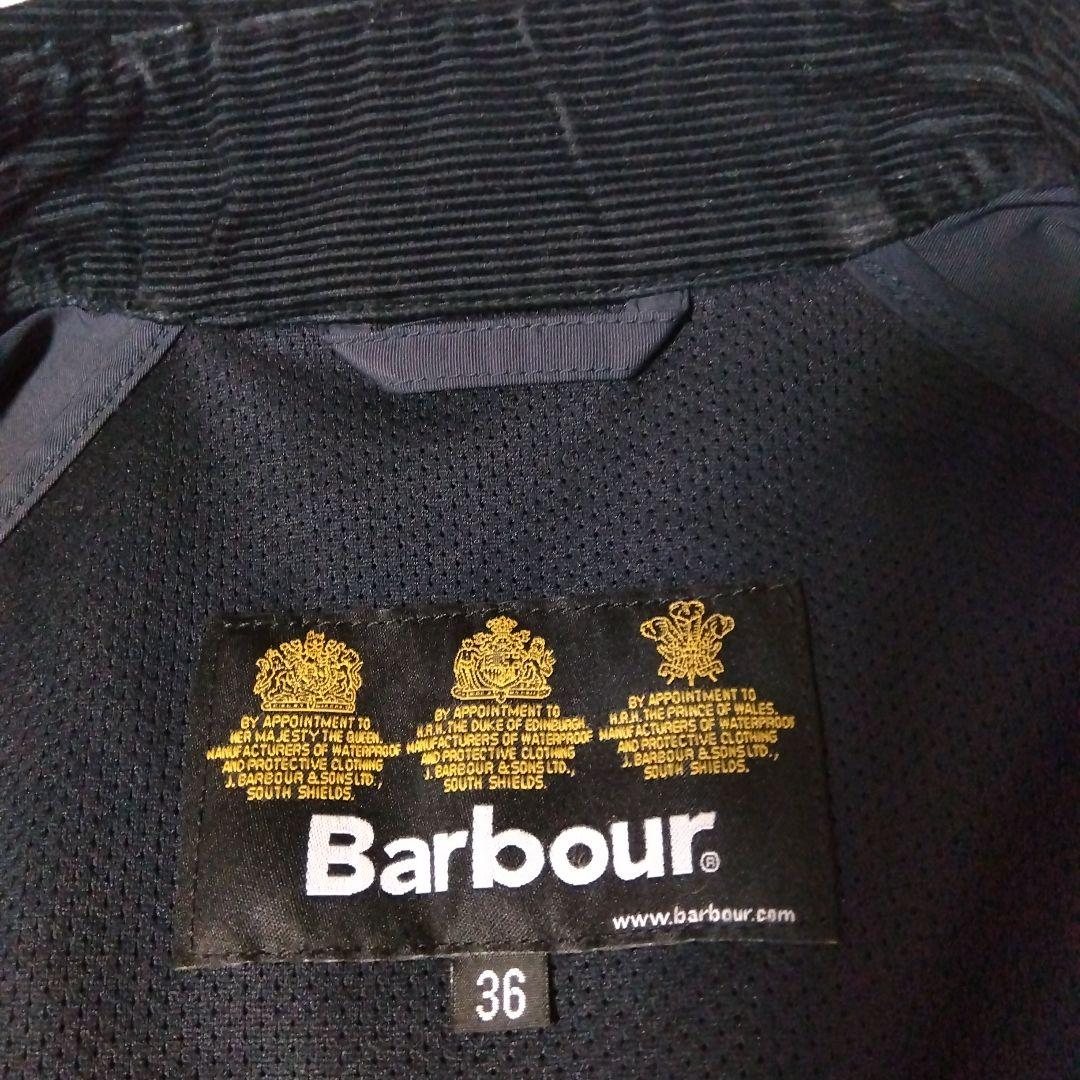 BY APPOINTMENT TO
HER MAJESTY THE QUEEN
MANUFACTURERS OF WATERPROOF
AND PROTECTIVE CLOTHING
J. BARBOUR & SONS LTD.,
SOUTH SHIELDS.
BY APPOINTMENT TO
H.R.H. THE DUKE OF EDINBURGH
MANUFACTURERS OF WATERPROOF
AND PROTECTIVE CLOTHING
J. BARBOUR & SONS LTD.,
SOUTH SHIELDS.
BY APPOINTMENT TO
H.R.H. THE PRINCE OF WALES
MANUFACTURERS OF WATERPROOF
AND PROTECTIVE CLOTHING
J. BARBOUR & SONS LTD.,
SOUTH SHIELDS.
Barbour®
www.barbour.com
36